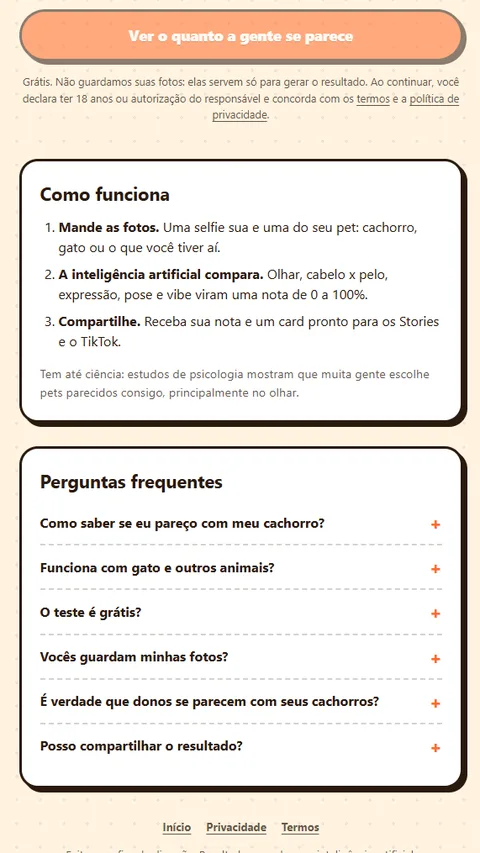 Ver o quanto a gente se parece
Grátis. Não guardamos suas fotos: elas servem só para gerar o resultado. Ao continuar, você
declara ter 18 anos ou autorização do responsável e concorda com os termos e a política de
privacidade.
Como funciona
1. Mande as fotos. Uma selfie sua e uma do seu pet: cachorro,
gato ou o que você tiver aí.
2. A inteligência artificial compara. Olhar, cabelo x pelo,
expressão, pose e vibe viram uma nota de 0 a 100%.
3. Compartilhe. Receba sua nota e um card pronto para os Stories
e o TikTok.
Tem até ciência: estudos de psicologia mostram que muita gente escolhe
pets parecidos consigo, principalmente no olhar.
Perguntas frequentes
Como saber se eu pareço com meu cachorro? +
Funciona com gato e outros animais? +
O teste é grátis? +
Vocês guardam minhas fotos? +
É verdade que donos se parecem com seus cachorros? +
Posso compartilhar o resultado? +
Início Privacidade Termos